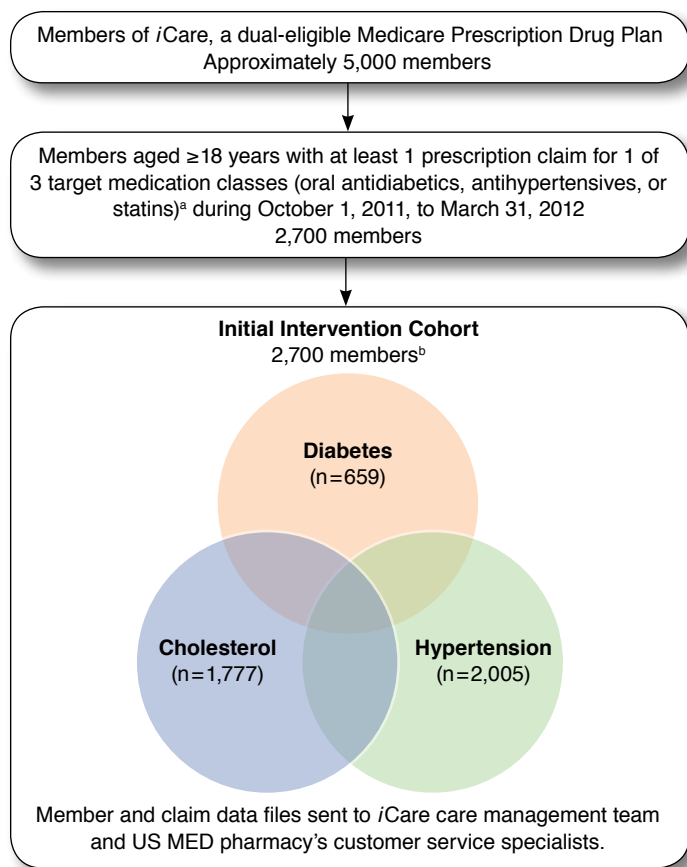 Members of iCare, a dual-eligible Medicare Prescription Drug Plan
Approximately 5,000 members
Members aged ≥18 years with at least 1 prescription claim for 1 of
3 target medication classes (oral antidiabetics, antihypertensives, or
statins)ᵃ during October 1, 2011, to March 31, 2012
2,700 members
Initial Intervention Cohort
2,700 membersᵇ
Diabetes
(n=659)
Cholesterol
(n=1,777)
Hypertension
(n=2,005)
Member and claim data files sent to iCare care management team
and US MED pharmacy’s customer service specialists.